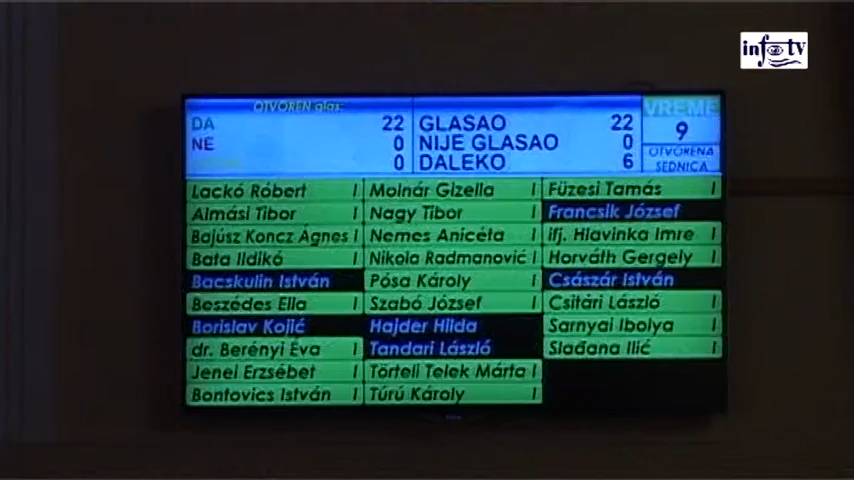 info tv
OTVÖREN glas:
DA 22
NE 0
0
GLASAO 22
NIJE GLASAO 0
DALEKO 6
VREME
9
OTVORENA
SEDNICA
Lackó Róbert I
Almási Tibor I
Bajúsz Koncz Ágnes I
Bata Ildikó I
Bacskulin István
Beszédes Ella I
Borislav Kojić
dr. Berényi Éva I
Jenei Erzsébet I
Bontovics István I
Molnár Gizella I
Nagy Tibor I
Nemes Anicéta I
Nikola Radmanović I
Pósa Károly I
Szabó József I
Hajder Hilda
Tandari László
Törteli Telek Márta I
Túrú Károly I
Füzesi Tamás I
Francsik József
ifj. Hlavinka Imre I
Horváth Gergely I
Császár István
Csitári László I
Sarnyai Ibolya I
Slađana Ilić I